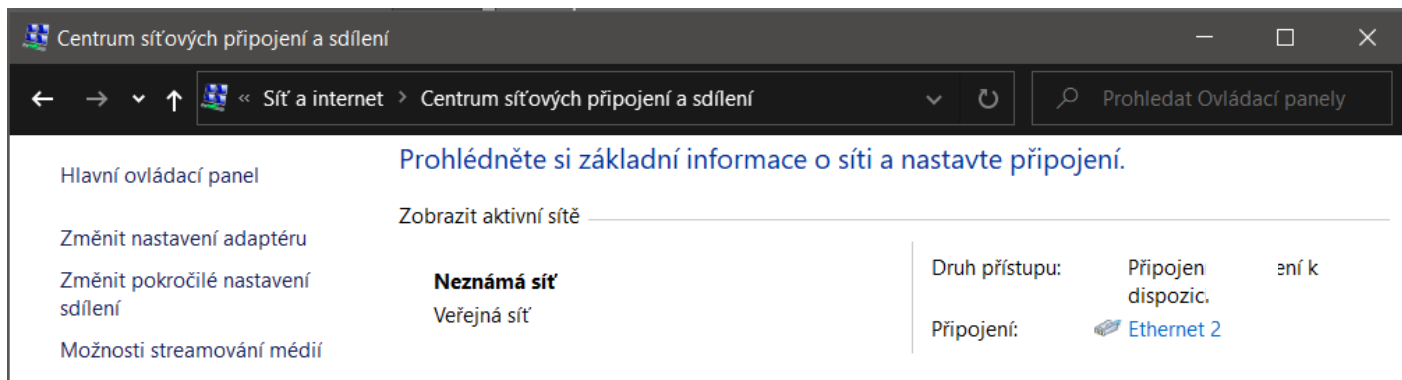 Centrum síťových připojení a sdílení
« Síť a internet > Centrum síťových připojení a sdílení
Prohledat Ovládací panely
Hlavní ovládací panel
Změnit nastavení adaptéru
Změnit pokročilé nastavení
sdílení
Možnosti streamování médií
Prohlédněte si základní informace o síti a nastavte připojení.
Zobrazit aktivní sítě
Neznámá síť
Veřejná síť
Druh přístupu:
k
Připojení:
Ethernet 2